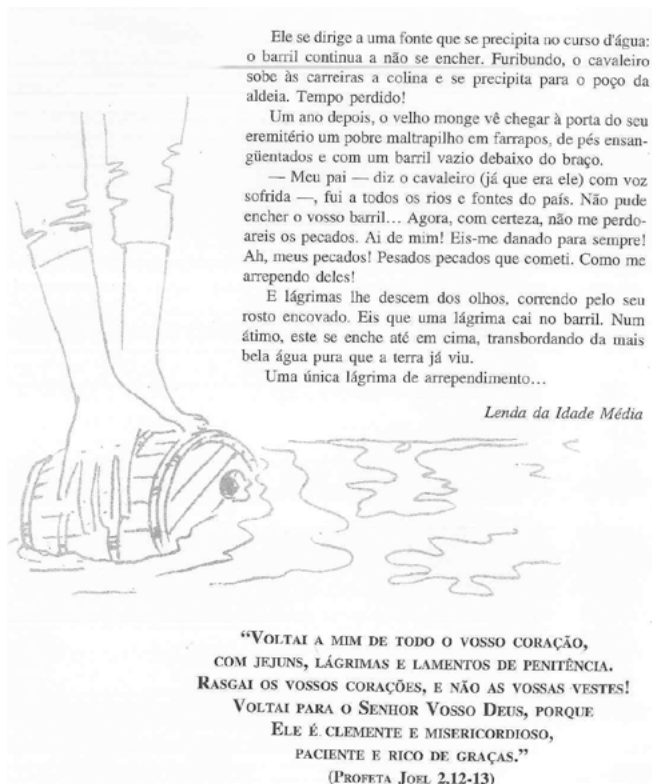 Ele se dirige a uma fonte que se precipita no curso d'água:
o barril continua a não se encher. Furibundo, o cavaleiro
sobe às carreiras a colina e se precipita para o poço da
aldeia. Tempo perdido!
Um ano depois, o velho monge vê chegar à porta do seu
eremitério um pobre maltrapilho em farrapos, de pés ensan-
güentados e com um barril vazio debaixo do braço.
— Meu pai — diz o cavaleiro (já que era ele) com voz
sofrida —, fui a todos os rios e fontes do país. Não pude
encher o vosso barril... Agora, com certeza, não me perdo-
areis os pecados. Ai de mim! Eis-me danado para sempre!
Ah, meus pecados! Pesados pecados que cometi. Como me
arrependo deles!
E lágrimas lhe descem dos olhos, correndo pelo seu
rosto encovado. Eis que uma lágrima cai no barril. Num
átimo, este se enche até em cima, transbordando da mais
bela água pura que a terra já viu.
Uma única lágrima de arrependimento...
Lenda da Idade Média
“VOLTAI A MIM DE TODO O VOSSO CORAÇÃO,
COM JEJUNS, LÁGRIMAS E LAMENTOS DE PENITÊNCIA.
RASGAI OS VOSSOS CORAÇÕES, E NÃO AS VOSSAS VESTES!
VOLTAI PARA O SENHOR VOSSO DEUS, PORQUE
ELE É CLEMENTE E MISERICORDIOSO,
PACIENTE E RICO DE GRAÇAS.”
(PROFETA JOEL 2,12-13)